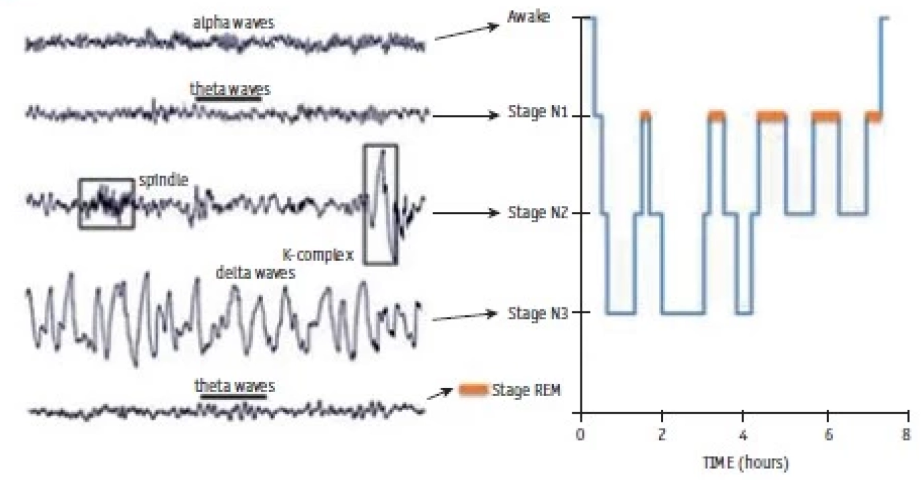 alpha waves
Awake
theta waves
Stage N1
spindle
Stage N2
K-complex
delta waves
Stage N3
theta waves
Stage REM
0 2 4 6 8
TIME (hours)